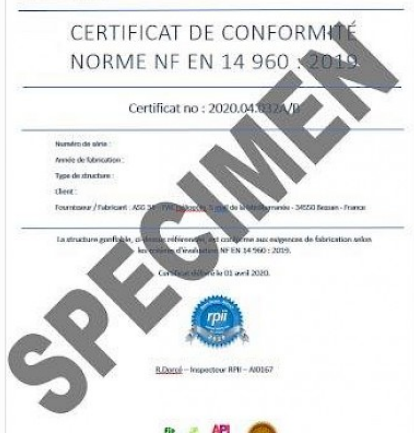 CERTIFICAT DE CONFORMITÉ
NORME NF EN 14 960 : 2019
Certificat no : 2020.04.032A/B
Numéro de série :
Année de fabrication :
Type de structure :
Client :
Fournisseur / Fabricant : 34550 Bessan - France
La structure gonflable, ci-dessus référencée, est conforme aux exigences de fabrication selon
les critères d'évaluation NF EN 14 960 : 2019.
Certificat délivré le 01 avril 2020.
rpii
R.Dorcé – Inspecteur RPII – AI0167
API
SPECIMEN